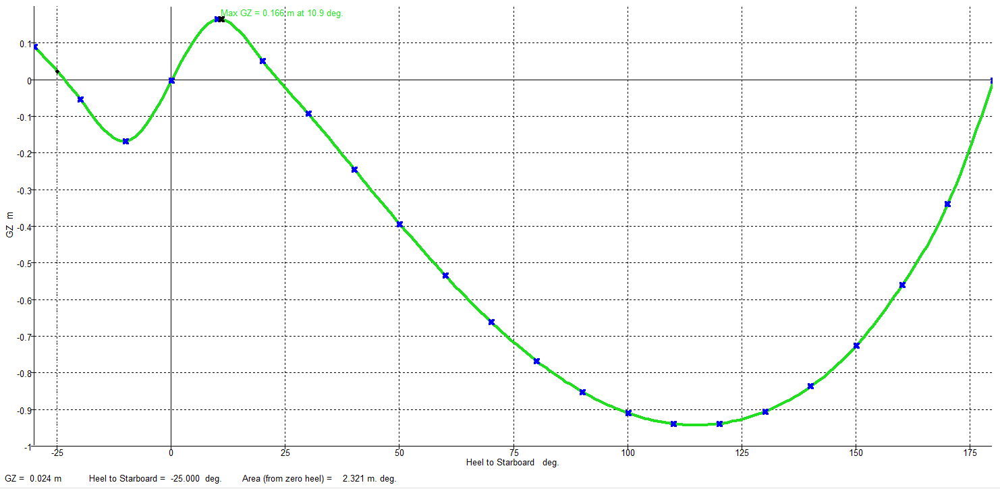 Max GZ = 0.166 m at 10.9 deg.
0.1
0
-0.1
-0.2
-0.3
-0.4
-0.5
-0.6
-0.7
-0.8
-0.9
-1
GZ m
-25 0 25 50 75 100 125 150 175
Heel to Starboard deg.
GZ = 0.024 m Heel to Starboard = -25.000 deg. Area (from zero heel) = 2.321 m. deg.